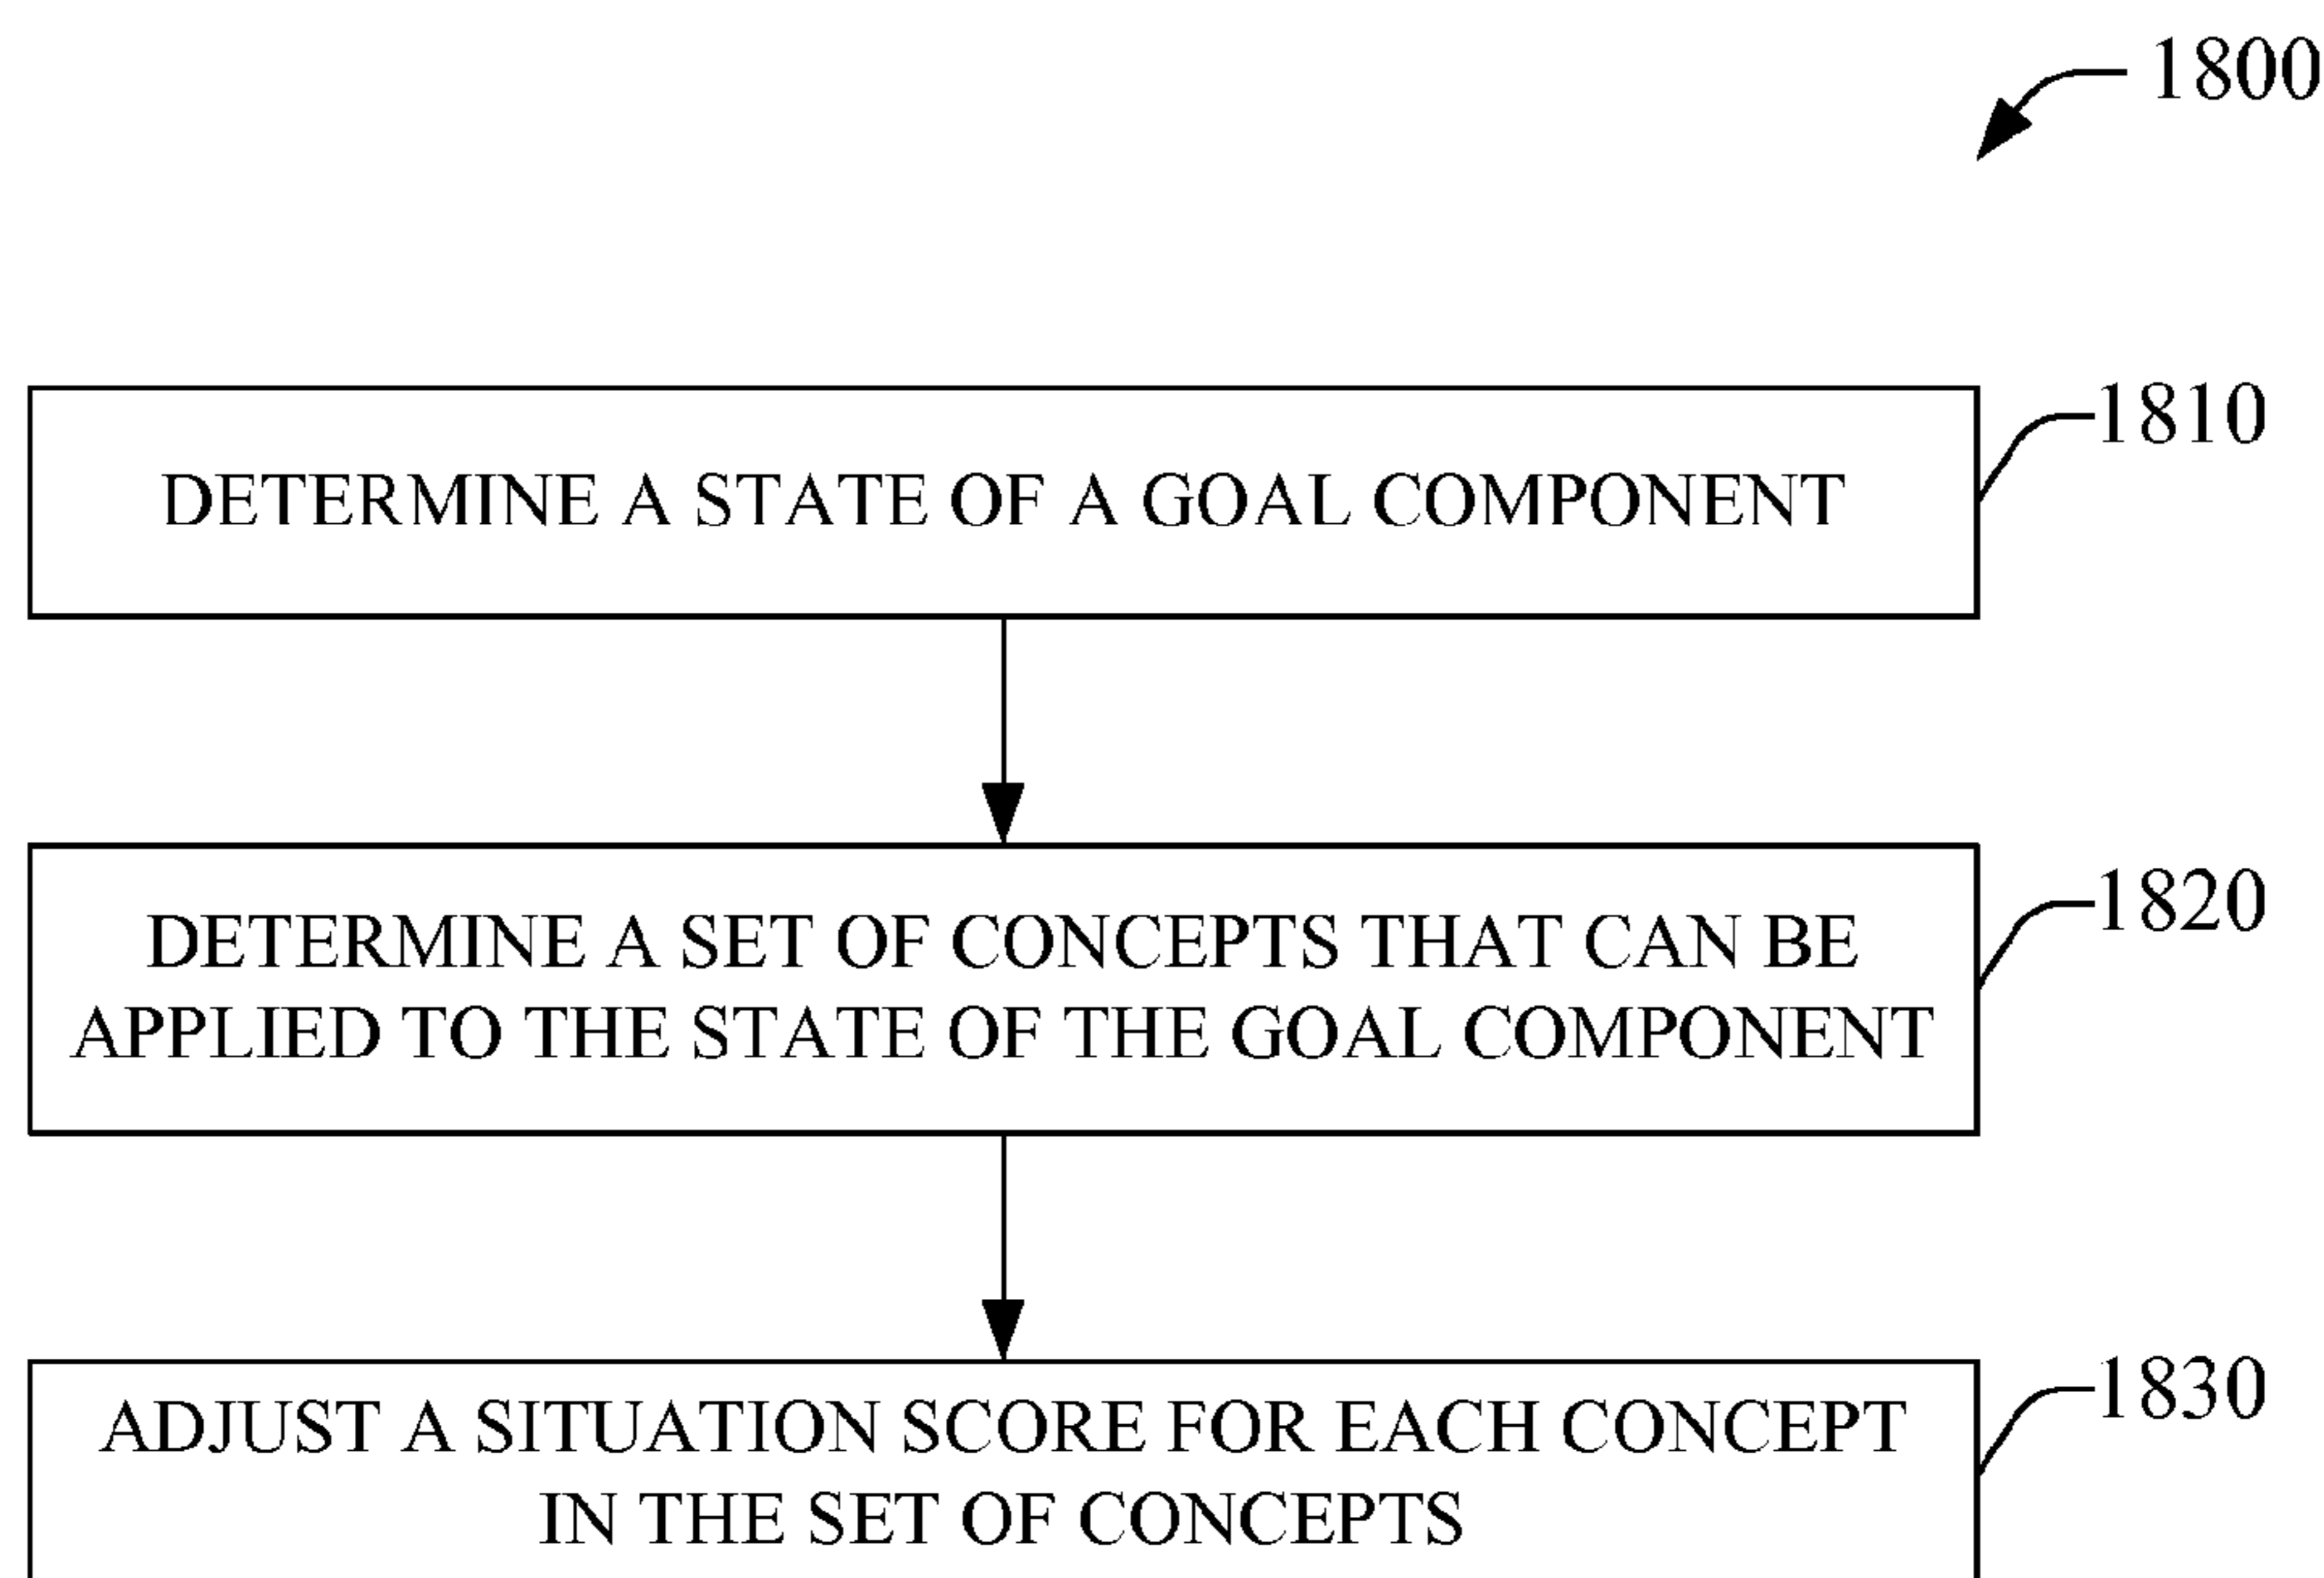 1800
1810
DETERMINE A STATE OF A GOAL COMPONENT
1820
DETERMINE A SET OF CONCEPTS THAT CAN BE
APPLIED TO THE STATE OF THE GOAL COMPONENT
1830
ADJUST A SITUATION SCORE FOR EACH CONCEPT
IN THE SET OF CONCEPTS